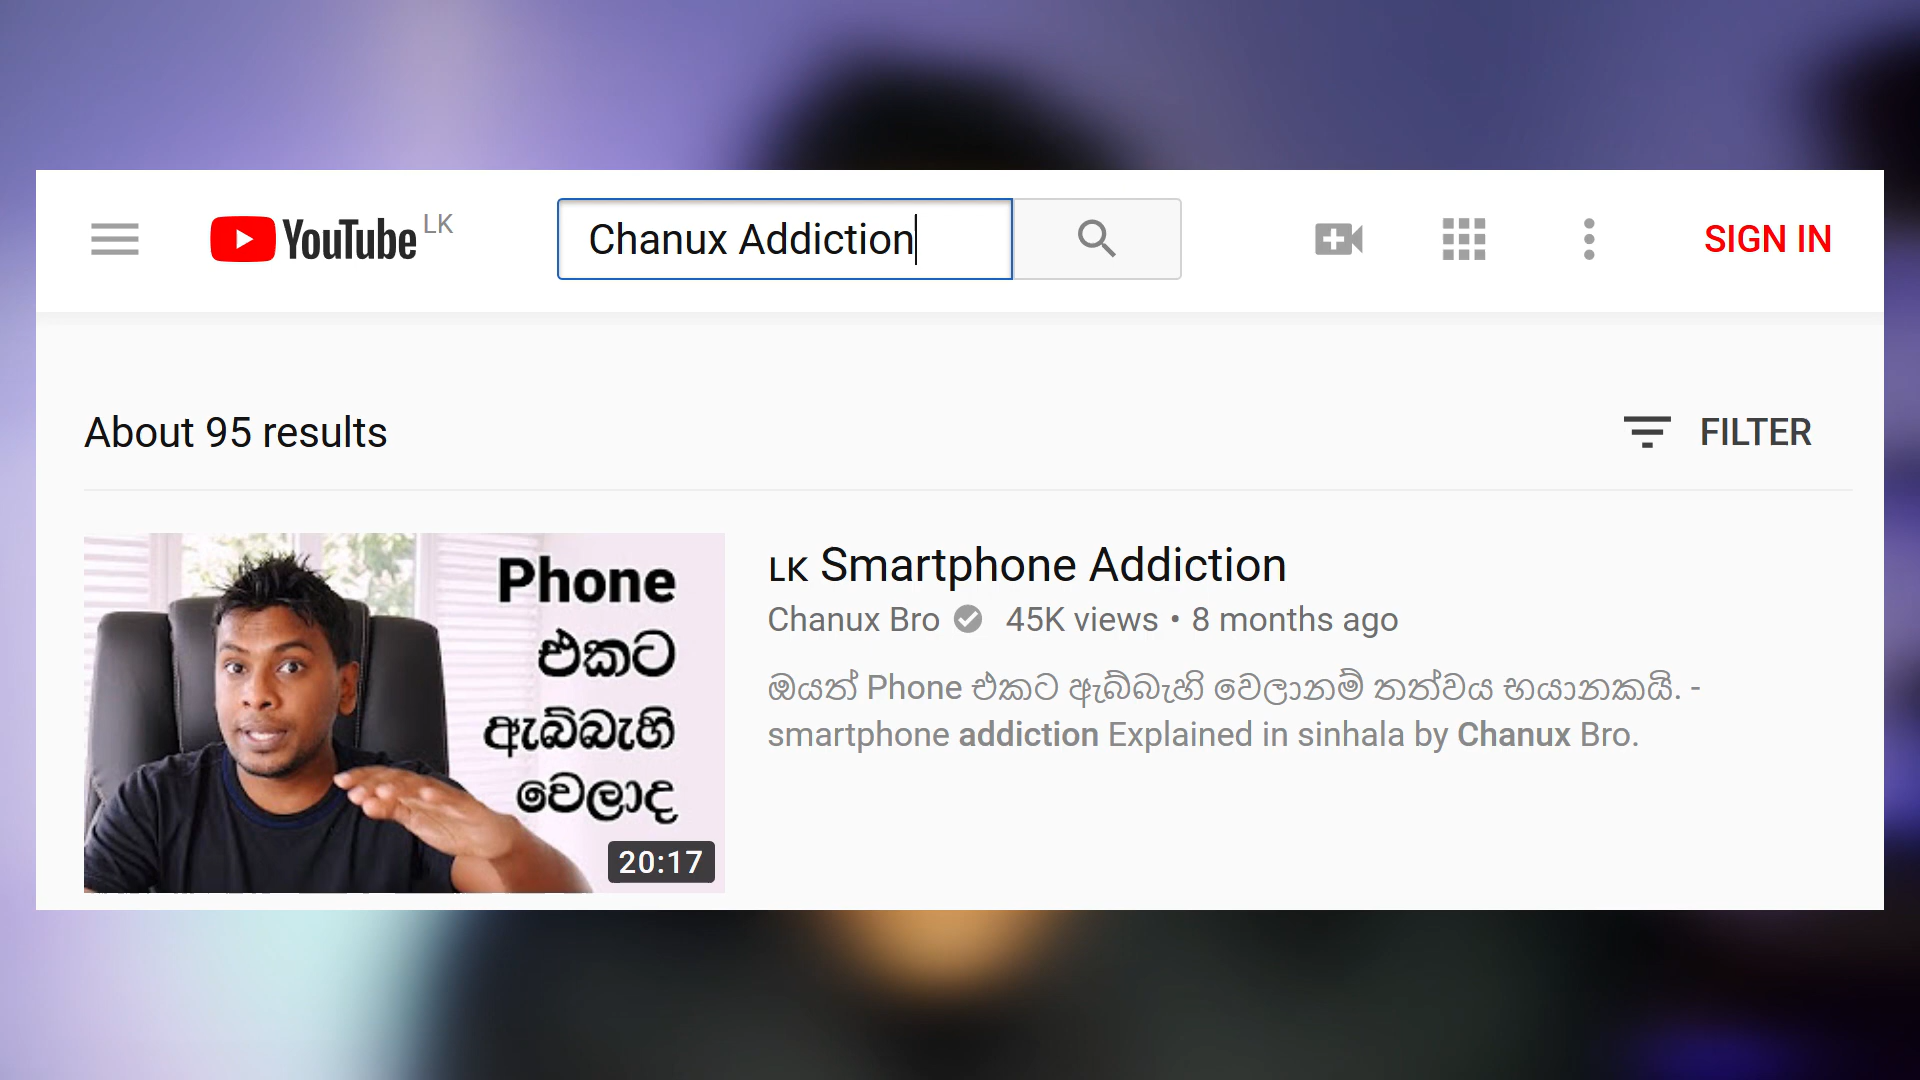 YouTube LK
Chanux Addiction
SIGN IN
About 95 results
FILTER
Phone
එකට
ඇබ්බැහි
වෙලාද
20:17
LK Smartphone Addiction
Chanux Bro 45K views • 8 months ago
ඔයත් Phone එකට ඇබ්බැහි වෙලානම් තත්වය භයානකයි. -
smartphone addiction Explained in sinhala by Chanux Bro.